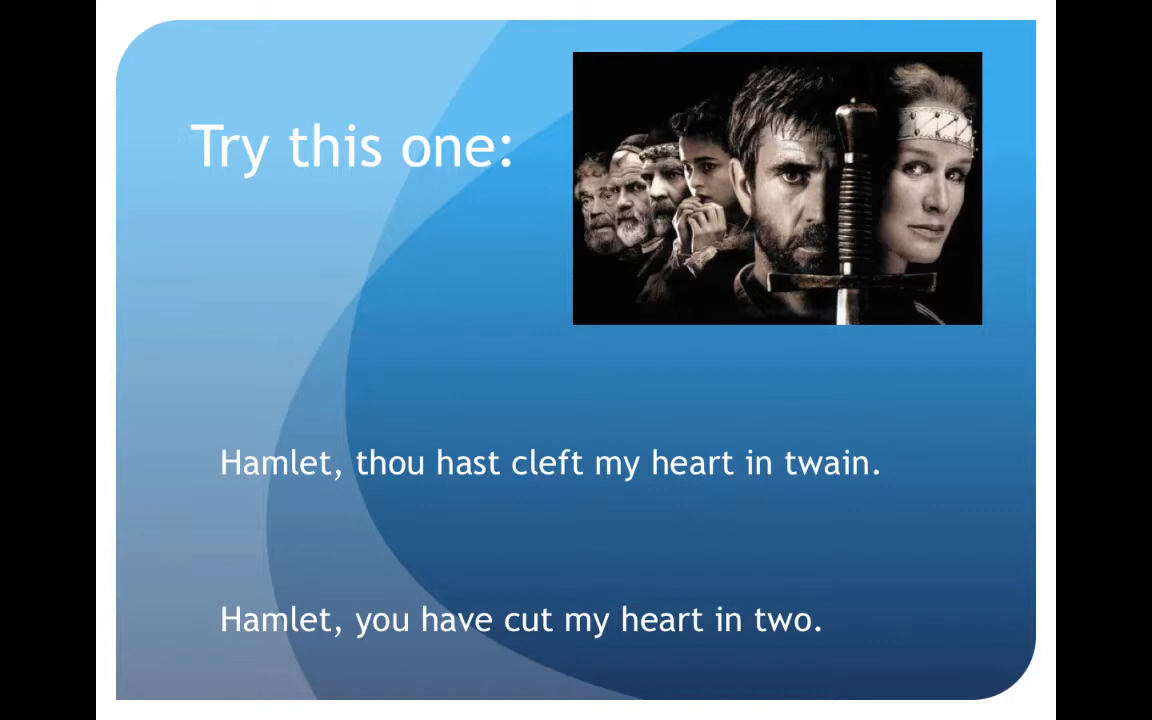 Try this one:
Hamlet, thou hast cleft my heart in twain.
Hamlet, you have cut my heart in two.